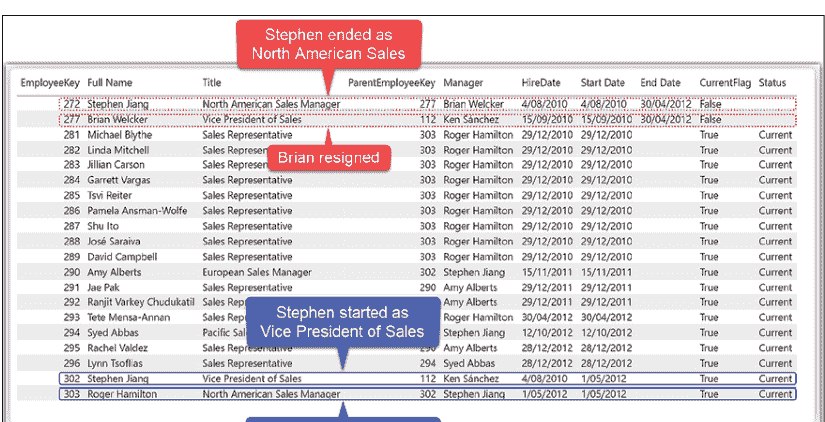 Stephen ended as
North American Sales
EmployeeKey Full Name Title ParentEmployeeKey Manager HireDate Start Date End Date CurrentFlag Status
272 Stephen Jiang North American Sales Manager 277 Brian Welcker 4/08/2010 4/08/2010 30/04/2012 False
277 Brian Welcker Vice President of Sales 112 Ken Sánchez 15/09/2010 15/09/2010 30/04/2012 False
281 Michael Blythe Sales Representative 303 Roger Hamilton 29/12/2010 29/12/2010 True Current
282 Linda Mitchell Sales Representative 303 Roger Hamilton 29/12/2010 29/12/2010 True Current
Brian resigned
283 Jillian Carson Sales Representative 303 Roger Hamilton 29/12/2010 29/12/2010 True Current
284 Garrett Vargas Sales Representative 303 Roger Hamilton 29/12/2010 29/12/2010 True Current
285 Tsvi Reiter Sales Representative 303 Roger Hamilton 29/12/2010 29/12/2010 True Current
286 Pamela Ansman-Wolfe Sales Representative 303 Roger Hamilton 29/12/2010 29/12/2010 True Current
287 Shu Ito Sales Representative 303 Roger Hamilton 29/12/2010 29/12/2010 True Current
288 José Saraiva Sales Representative 303 Roger Hamilton 29/12/2010 29/12/2010 True Current
289 David Campbell Sales Representative 303 Roger Hamilton 29/12/2010 29/12/2010 True Current
290 Amy Alberts European Sales Manager 302 Stephen Jiang 15/11/2011 15/11/2011 True Current
291 Jae Pak Sales Representative 290 Amy Alberts 29/12/2011 29/12/2011 True Current
292 Ranjit Varkey Chudukatil Sales Amy Alberts 29/12/2011 29/12/2011 True Current
Stephen started as
Vice President of Sales
293 Tete Mensa-Annan Sales Roger Hamilton 30/04/2012 30/04/2012 True Current
294 Syed Abbas Pacific Stephen Jiang 12/10/2012 12/10/2012 True Current
295 Rachel Valdez Sales Representative 290 Amy Alberts 28/12/2012 28/12/2012 True Current
296 Lynn Tsoflias Sales Representative 294 Syed Abbas 28/12/2012 28/12/2012 True Current
302 Stephen Jiang Vice President of Sales 112 Ken Sánchez 4/08/2010 1/05/2012 True Current
303 Roger Hamilton North American Sales Manager 302 Stephen Jiang 1/05/2012 1/05/2012 True Current